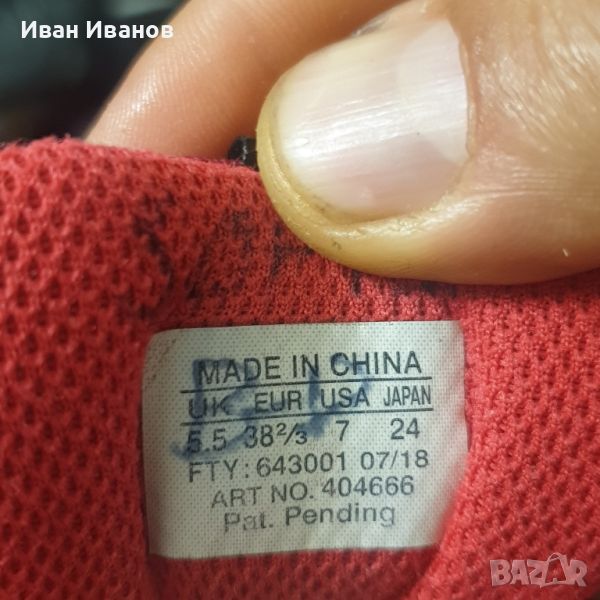 Иван Иванов
MADE IN CHINA
UK EUR USA JAPAN
5.5 38⅔ 7 24
FTY: 643001 07/18
ART NO. 404666
Pat. Pending
BAZAR